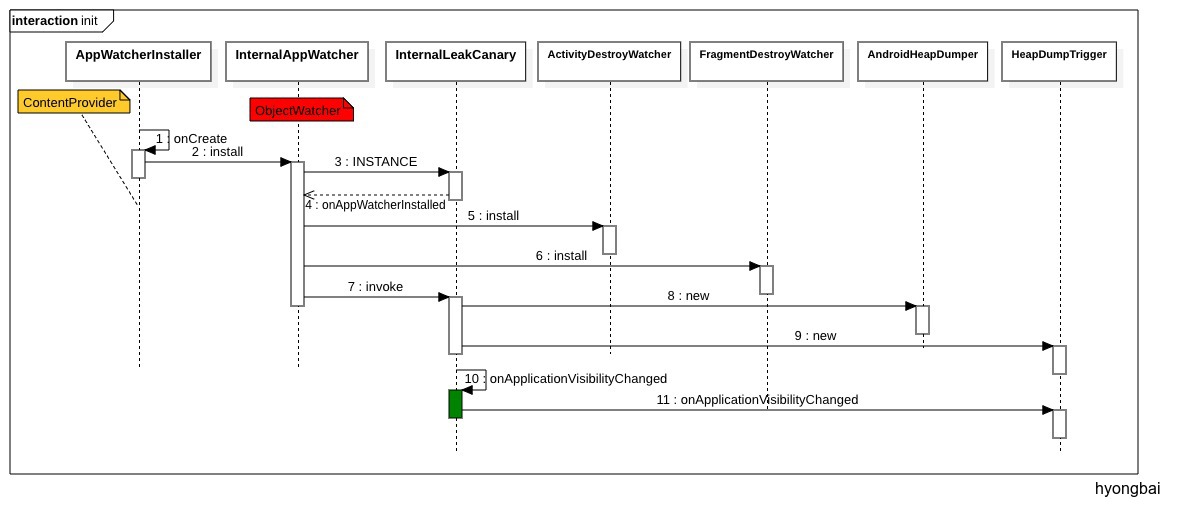 interaction init
AppWatcherInstaller
InternalAppWatcher
InternalLeakCanary
ActivityDestroyWatcher
FragmentDestroyWatcher
AndroidHeapDumper
HeapDumpTrigger
ContentProvider
ObjectWatcher
1 : onCreate
2 : install
3 : INSTANCE
4 : onAppWatcherInstalled
5 : install
6 : install
7 : invoke
8 : new
9 : new
10 : onApplicationVisibilityChanged
11 : onApplicationVisibilityChanged
hyongbai